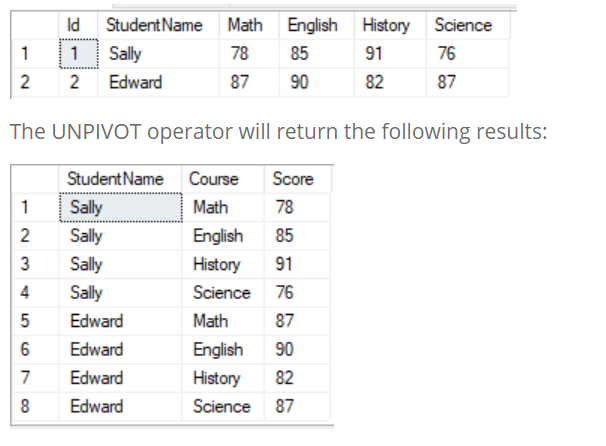 Id StudentName Math English History Science
1 1 Sally 78 85 91 76
2 2 Edward 87 90 82 87
The UNPIVOT operator will return the following results:
StudentName Course Score
1 Sally Math 78
2 Sally English 85
3 Sally History 91
4 Sally Science 76
5 Edward Math 87
6 Edward English 90
7 Edward History 82
8 Edward Science 87